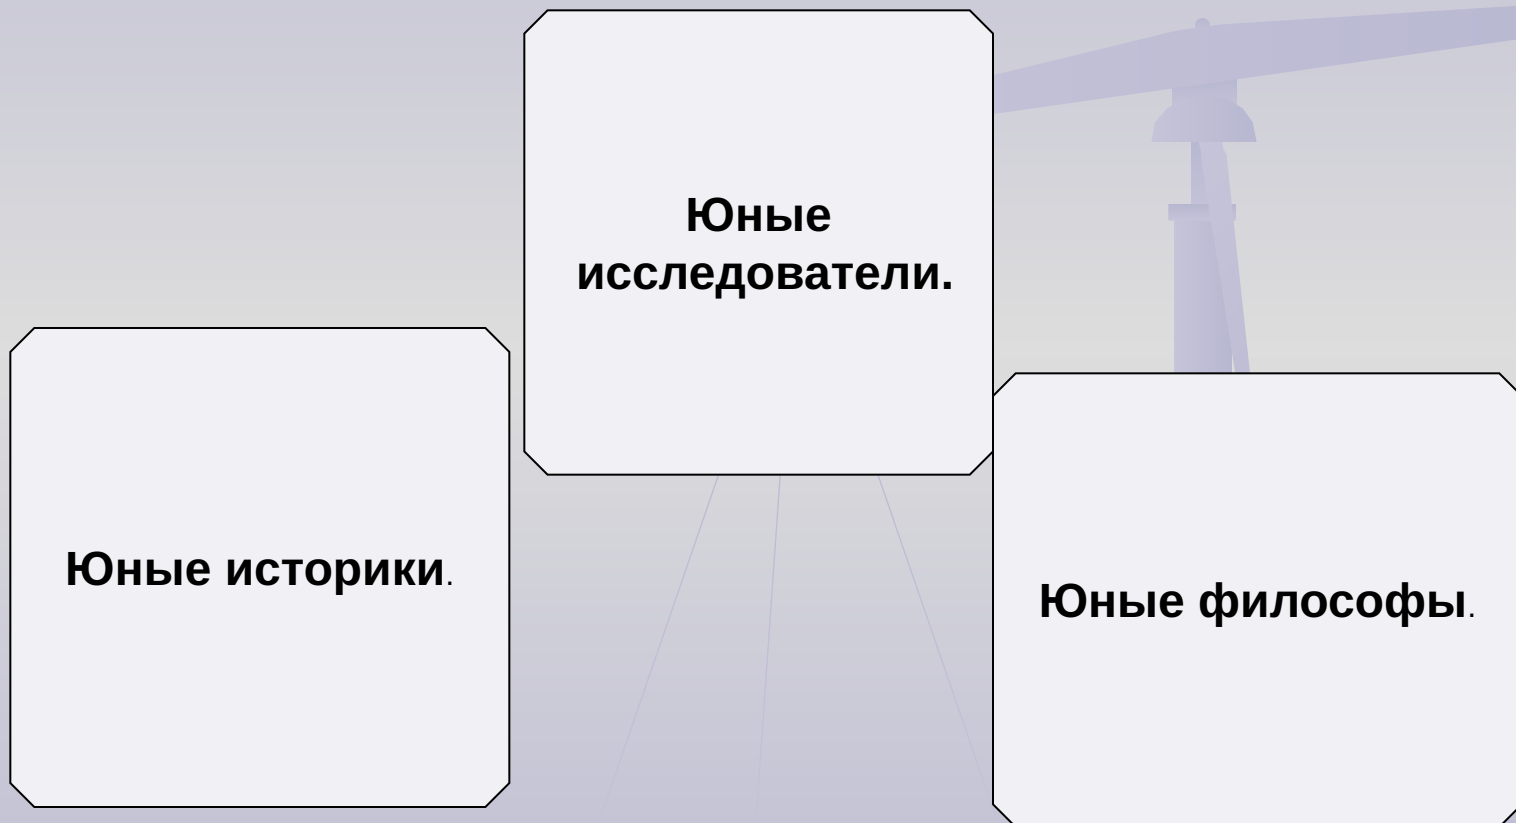 Юные
исследователи.
Юные историки.
Юные философы.